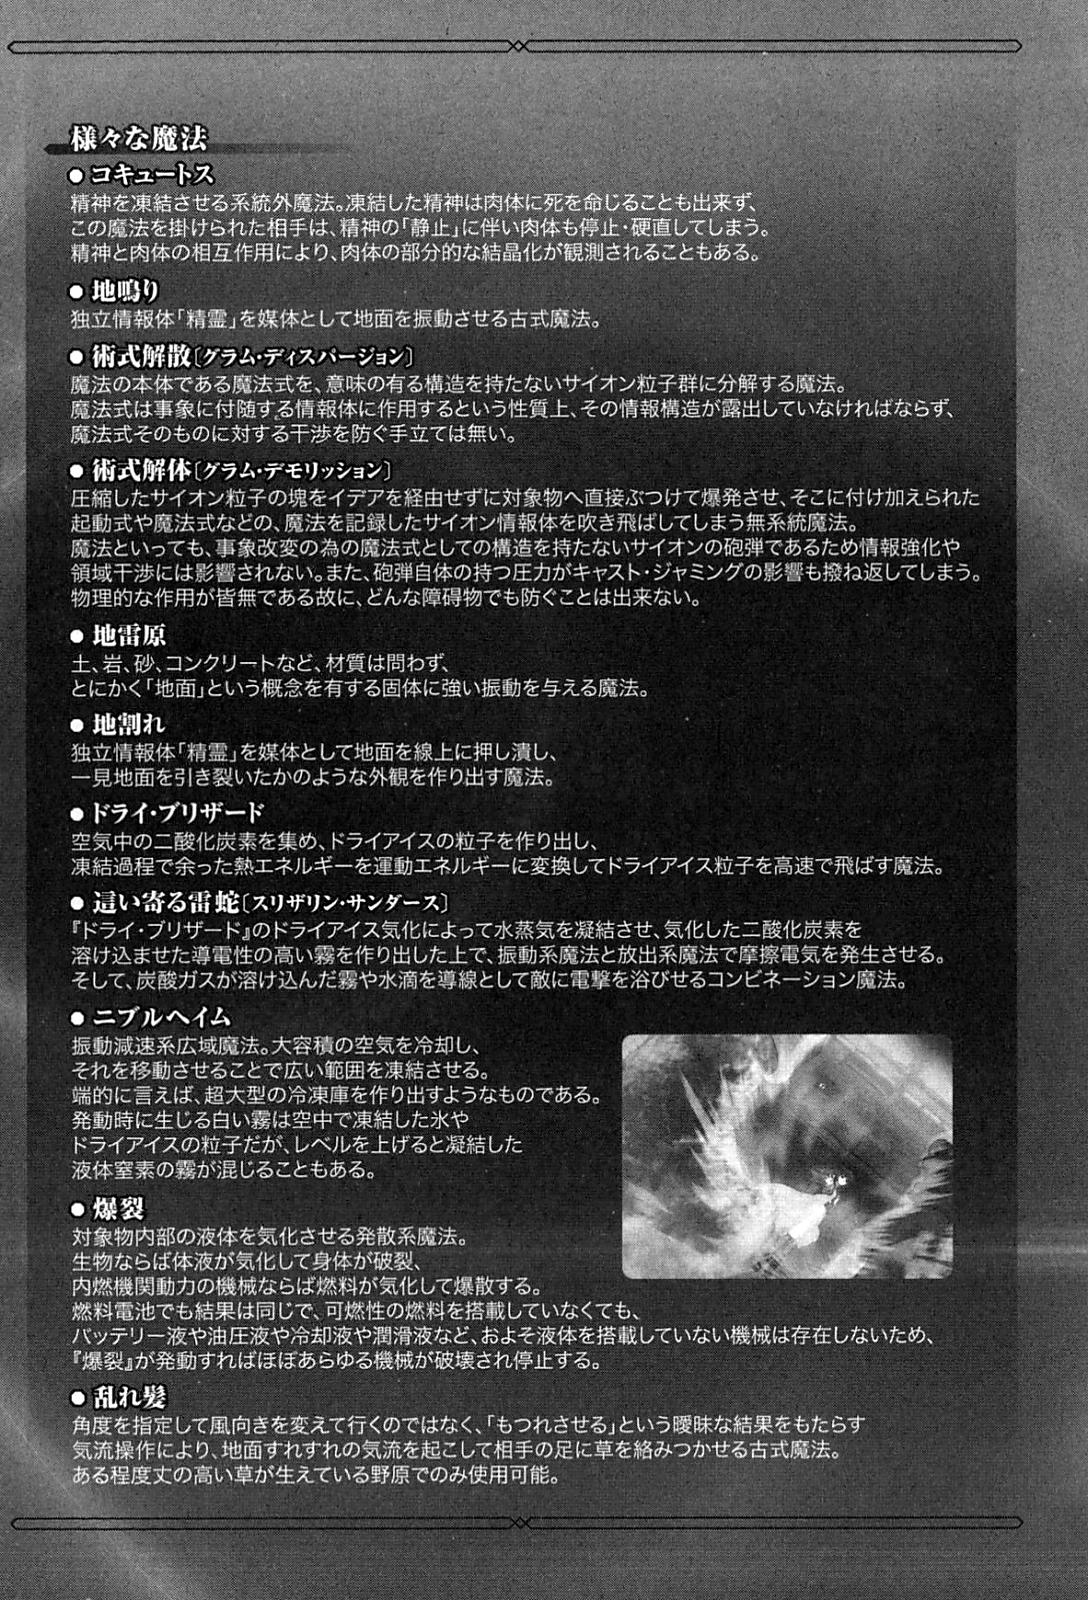 様々な魔法
● コキュートス
精神を凍結させる系統外魔法。凍結した精神は肉体に死を命じることも出来ず、
この魔法を掛けられた相手は、精神の「静止」に伴い肉体も停止・硬直してしまう。
精神と肉体の相互作用により、肉体の部分的な結晶化が観測されることもある。
● 地鳴り
独立情報体「精霊」を媒体として地面を振動させる古式魔法。
● 術式解散〔グラム・ディスパージョン〕
魔法の本体である魔法式を、意味の有る構造を持たないサイオン粒子群に分解する魔法。
魔法式は事象に付随する情報体に作用するという性質上、その情報構造が露出していなければならず、
魔法式そのものに対する干渉を防ぐ手立ては無い。
● 術式解体〔グラム・デモリッション〕
圧縮したサイオン粒子の塊をイデアを経由せずに対象物へ直接ぶつけて爆発させ、そこに付け加えられた
起動式や魔法式などの、魔法を記録したサイオン情報体を吹き飛ばしてしまう無系統魔法。
魔法といっても、事象改変の為の魔法式としての構造を持たないサイオンの砲弾であるため情報強化や
領域干渉には影響されない。また、砲弾自体の持つ圧力がキャスト・ジャミングの影響も撥ね返してしまう。
物理的な作用が皆無である故に、どんな障碍物でも防ぐことは出来ない。
● 地雷原
土、岩、砂、コンクリートなど、材質は問わず、
とにかく「地面」という概念を有する固体に強い振動を与える魔法。
● 地割れ
独立情報体「精霊」を媒体として地面を線上に押し潰し、
一見地面を引き裂いたかのような外観を作り出す魔法。
● ドライ・ブリザード
空気中の二酸化炭素を集め、ドライアイスの粒子を作り出し、
凍結過程で余った熱エネルギーを運動エネルギーに変換してドライアイス粒子を高速で飛ばす魔法。
● 這い寄る雷蛇〔スリザリン・サンダース〕
『ドライ・ブリザード』のドライアイス気化によって水蒸気を凝結させ、気化した二酸化炭素を
溶け込ませた導電性の高い霧を作り出した上で、振動系魔法と放出系魔法で摩擦電気を発生させる。
そして、炭酸ガスが溶け込んだ霧や水滴を導線として敵に電撃を浴びせるコンビネーション魔法。
● ニブルヘイム
振動減速系広域魔法。大容積の空気を冷却し、
それを移動させることで広い範囲を凍結させる。
端的に言えば、超大型の冷凍庫を作り出すようなものである。
発動時に生じる白い霧は空中で凍結した氷や
ドライアイスの粒子だが、レベルを上げると凝結した
液体窒素の霧が混じることもある。
● 爆裂
対象物内部の液体を気化させる発散系魔法。
生物ならば体液が気化して身体が破裂、
内燃機関動力の機械ならば燃料が気化して爆散する。
燃料電池でも結果は同じで、可燃性の燃料を搭載していなくても、
バッテリー液や油圧液や冷却液や潤滑液など、およそ液体を搭載していない機械は存在しないため、
『爆裂』が発動すればほぼあらゆる機械が破壊され停止する。
● 乱れ髪
角度を指定して風向きを変えて行くのではなく、「もつれさせる」という曖昧な結果をもたらす
気流操作により、地面すれすれの気流を起こして相手の足に草を絡みつかせる古式魔法。
ある程度丈の高い草が生えている野原でのみ使用可能。